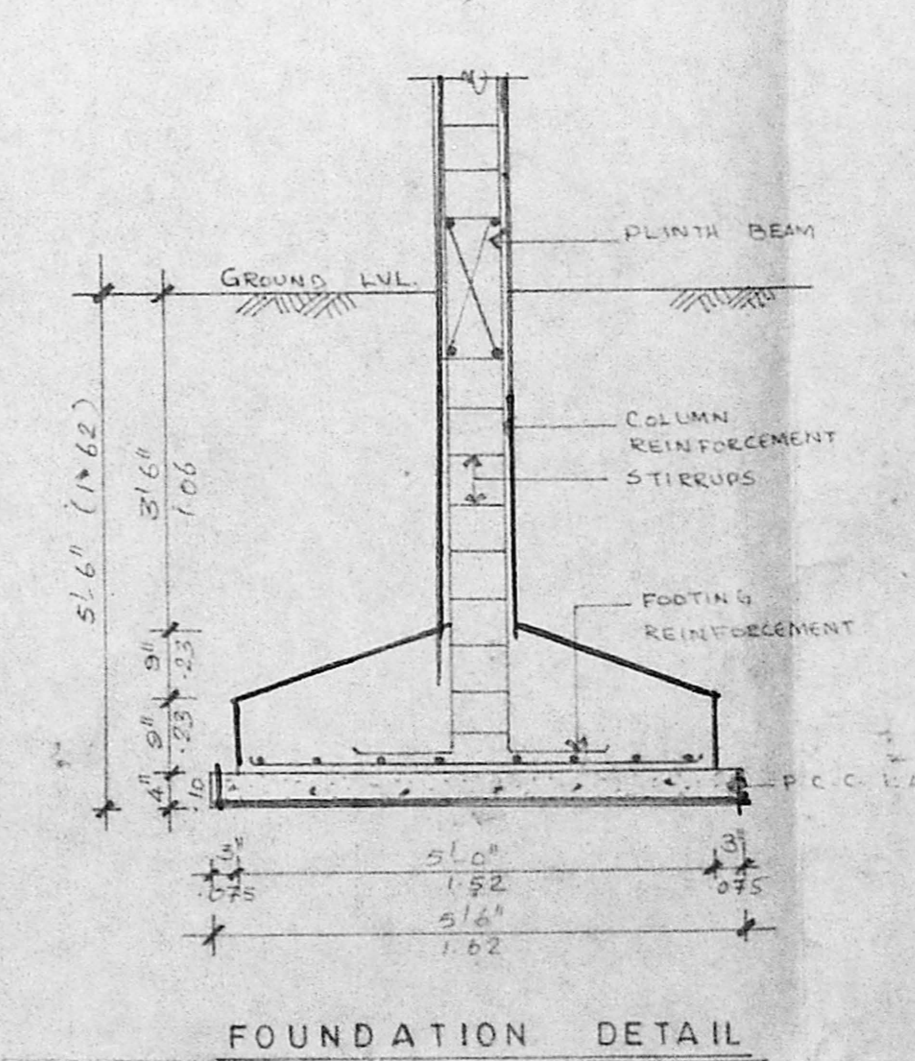 PLINTH BEAM
GROUND LVL.
COLUMN
REINFORCEMENT
STIRRUPS
FOOTING
REINFORCEMENT
P.C.C.
5'6" (1.62)
3'6"
1.06
9"
.23
9"
.23
4"
.10
3"
.075
5'0"
1.52
3"
.075
5'6"
1.62
FOUNDATION DETAIL